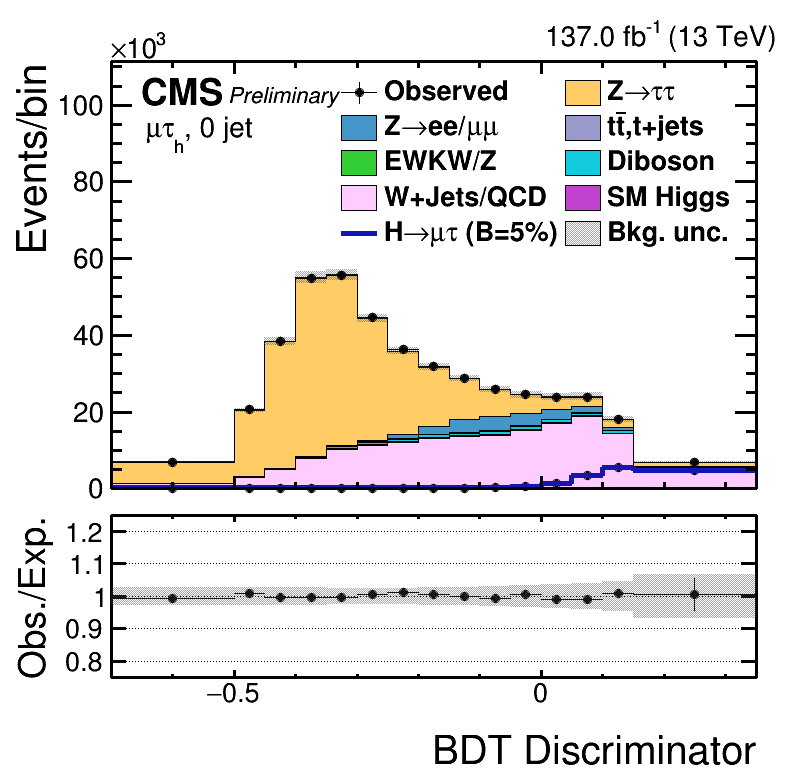 ×10³
137.0 fb⁻¹ (13 TeV)
Events/bin
100
80
60
40
20
0
CMS Preliminary
μτₕ, 0 jet
Observed
Z→ττ
Z→ee/μμ
tt̄,t+jets
EWKW/Z
Diboson
W+Jets/QCD
SM Higgs
H→μτ (B=5%)
Bkg. unc.
Obs./Exp.
1.2
1.1
1
0.9
0.8
−0.5
0
BDT Discriminator